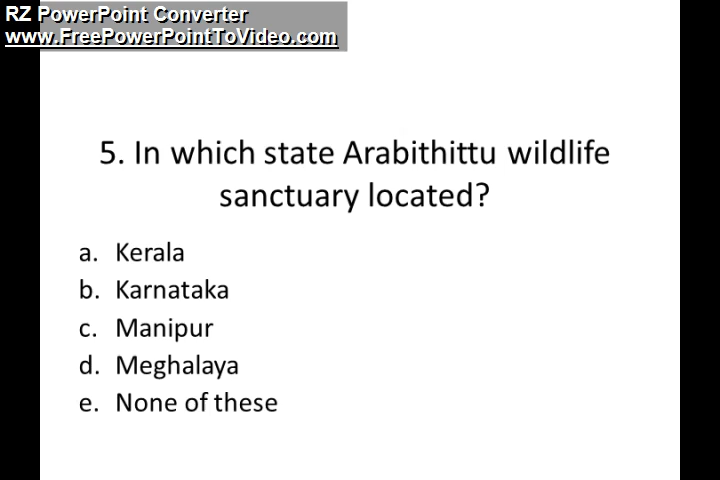 RZ PowerPoint Converter
www.FreePowerPointToVideo.com
5. In which state Arabithittu wildlife
sanctuary located?
a. Kerala
b. Karnataka
c. Manipur
d. Meghalaya
e. None of these